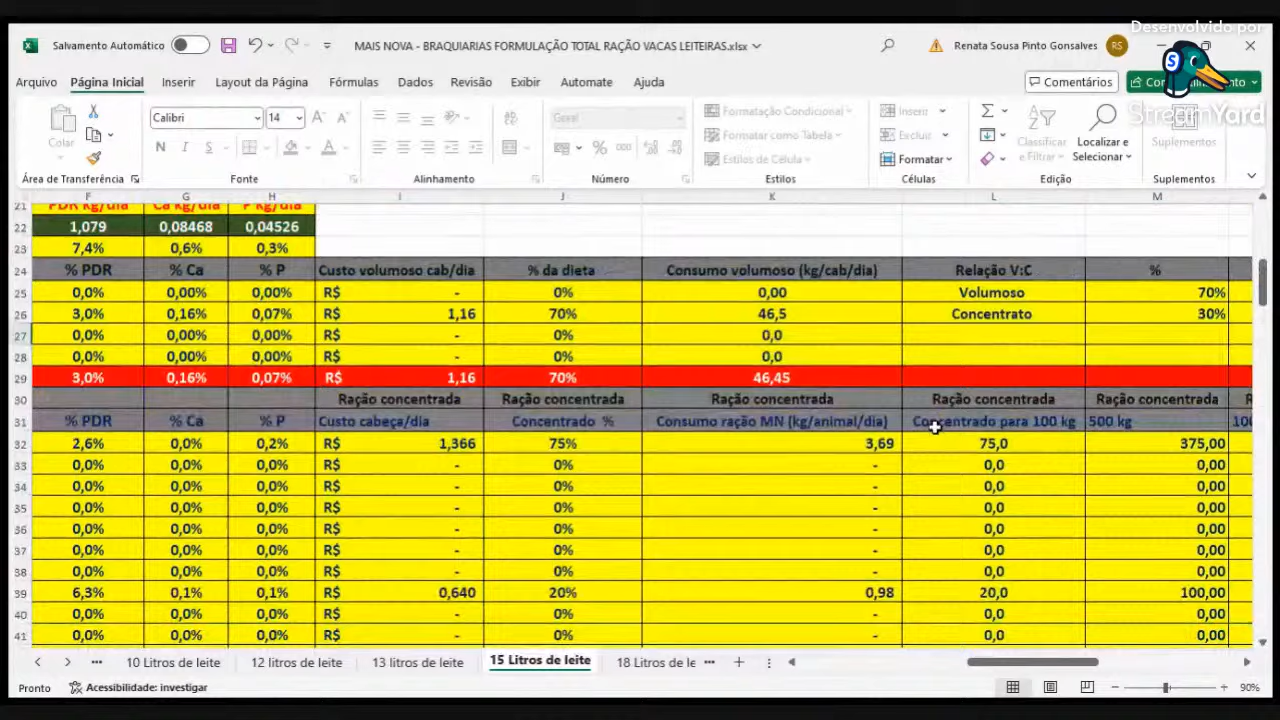 Desenvolvido por
Salvamento Automático
MAIS NOVA - BRAQUIARIAS FORMULAÇÃO TOTAL RAÇÃO VACAS LEITEIRAS.xlsx
Renata Sousa Pinto Gonsalves RS
Arquivo Página Inicial Inserir Layout da Página Fórmulas Dados Revisão Exibir Automate Ajuda Comentários
StreamYard
Calibri 14 Geral Formatação Condicional Inserir
Colar Formatar como Tabela Excluir Classificar e Filtrar Localizar e Selecionar Suplementos
N I S Estilos de Célula Formatar
Área de Transferência Fonte Alinhamento Número Estilos Células Edição Suplementos
F G H I J K L M
21 PDR kg/dia Ca kg/dia P kg/dia
22 1,079 0,08468 0,04526
23 7,4% 0,6% 0,3%
24 % PDR % Ca % P Custo volumoso cab/dia % da dieta Consumo volumoso (kg/cab/dia) Relação V:C %
25 0,0% 0,00% 0,00% R$ - 0% 0,00 Volumoso 70%
26 3,0% 0,16% 0,07% R$ 1,16 70% 46,5 Concentrato 30%
27 0,0% 0,00% 0,00% R$ - 0% 0,0
28 0,0% 0,00% 0,00% R$ - 0% 0,0
29 3,0% 0,16% 0,07% R$ 1,16 70% 46,45
30 Ração concentrada Ração concentrada Ração concentrada Ração concentrada Ração concentrada
31 % PDR % Ca % P Custo cabeça/dia Concentrado % Consumo ração MN (kg/animal/dia) Concentrado para 100 kg 500 kg
32 2,6% 0,0% 0,2% R$ 1,366 75% 3,69 75,0 375,00
33 0,0% 0,0% 0,0% R$ - 0% - 0,0 0,00
34 0,0% 0,0% 0,0% R$ - 0% - 0,0 0,00
35 0,0% 0,0% 0,0% R$ - 0% - 0,0 0,00
36 0,0% 0,0% 0,0% R$ - 0% - 0,0 0,00
37 0,0% 0,0% 0,0% R$ - 0% - 0,0 0,00
38 0,0% 0,0% 0,0% R$ - 0% - 0,0 0,00
39 6,3% 0,1% 0,1% R$ 0,640 20% 0,98 20,0 100,00
40 0,0% 0,0% 0,0% R$ - 0% - 0,0 0,00
41 0,0% 0,0% 0,0% R$ - 0% - 0,0 0,00
10 Litros de leite 12 litros de leite 13 litros de leite 15 Litros de leite 18 Litros de le
Pronto Acessibilidade: investigar 90%